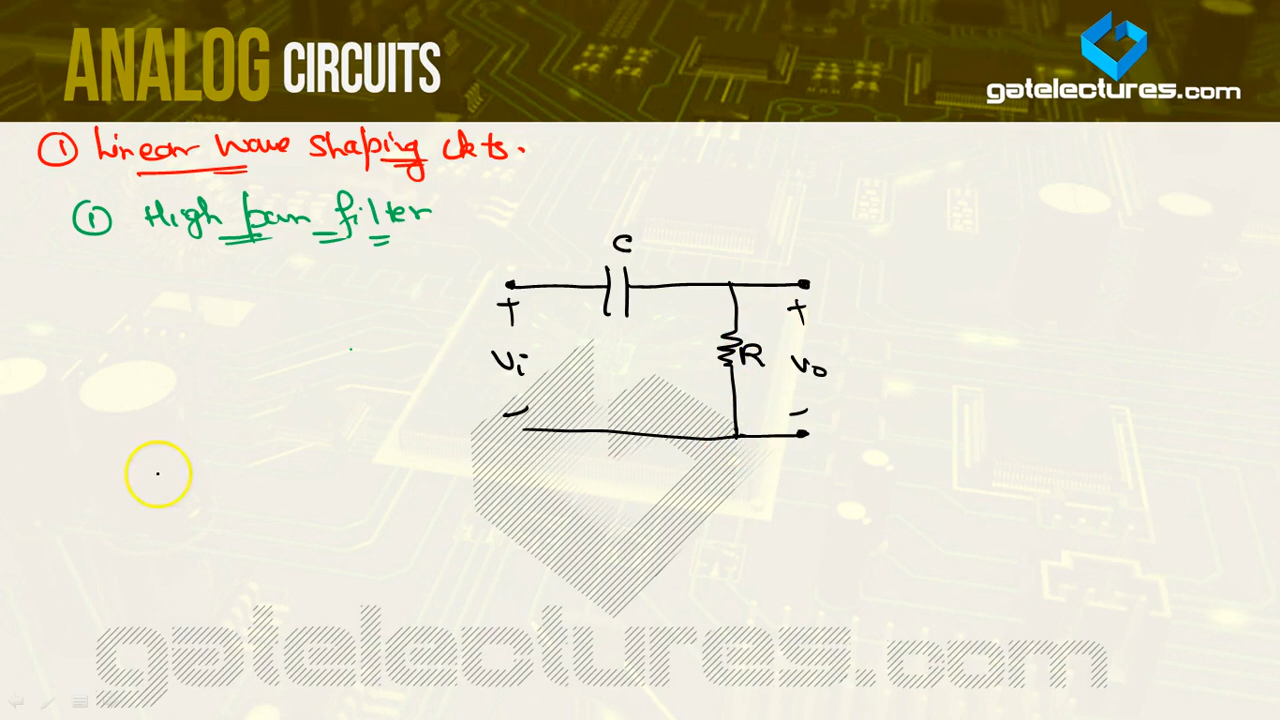 ANALOG CIRCUITS
gatelectures.com
① Linear wave shaping ckts.
① High pass filter
C
+
+
Vi
R
Vo
−
−
gatelectures.com